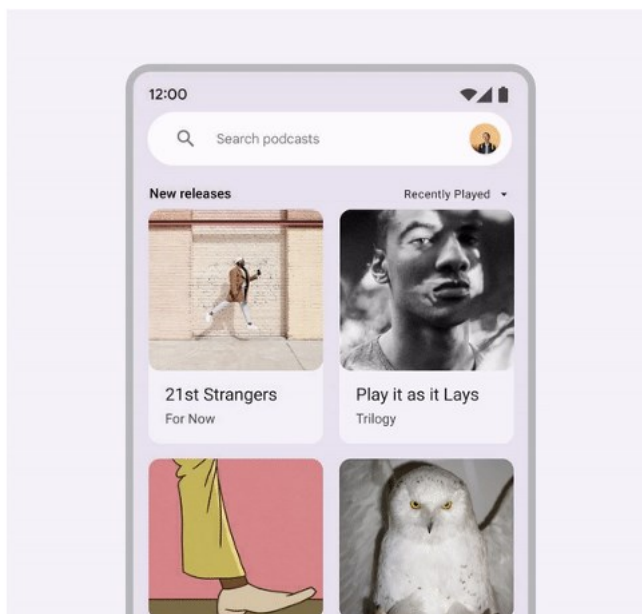 12:00
Search podcasts
New releases
Recently Played
21st Strangers
For Now
Play it as it Lays
Trilogy